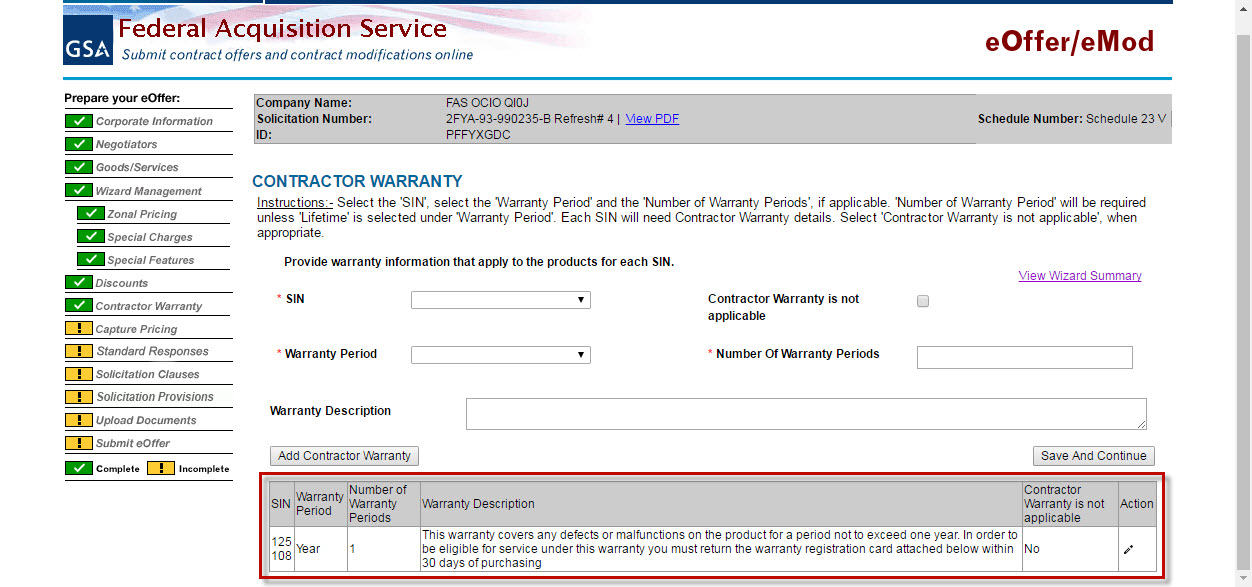 GSA
Federal Acquisition Service
Submit contract offers and contract modifications online
eOffer/eMod
Prepare your eOffer:
Corporate Information
Negotiators
Goods/Services
Wizard Management
Zonal Pricing
Special Charges
Special Features
Discounts
Contractor Warranty
Capture Pricing
Standard Responses
Solicitation Clauses
Solicitation Provisions
Upload Documents
Submit eOffer
Complete ! Incomplete
Company Name: FAS OCIO QI0J
Solicitation Number: 2FYA-93-990235-B Refresh# 4 | View PDF Schedule Number: Schedule 23 V
ID: PFFYXGDC
CONTRACTOR WARRANTY
Instructions:- Select the 'SIN', select the 'Warranty Period' and the 'Number of Warranty Periods', if applicable. 'Number of Warranty Period' will be required
unless 'Lifetime' is selected under 'Warranty Period'. Each SIN will need Contractor Warranty details. Select 'Contractor Warranty is not applicable', when
appropriate.
Provide warranty information that apply to the products for each SIN.
View Wizard Summary
* SIN
Contractor Warranty is not
applicable
* Warranty Period
* Number Of Warranty Periods
Warranty Description
Add Contractor Warranty
Save And Continue
SIN
Warranty
Period
Number of
Warranty
Periods
Warranty Description
Contractor
Warranty is not
applicable
Action
125
108
Year
1
This warranty covers any defects or malfunctions on the product for a period not to exceed one year. In order to
be eligible for service under this warranty you must return the warranty registration card attached below within
30 days of purchasing
No